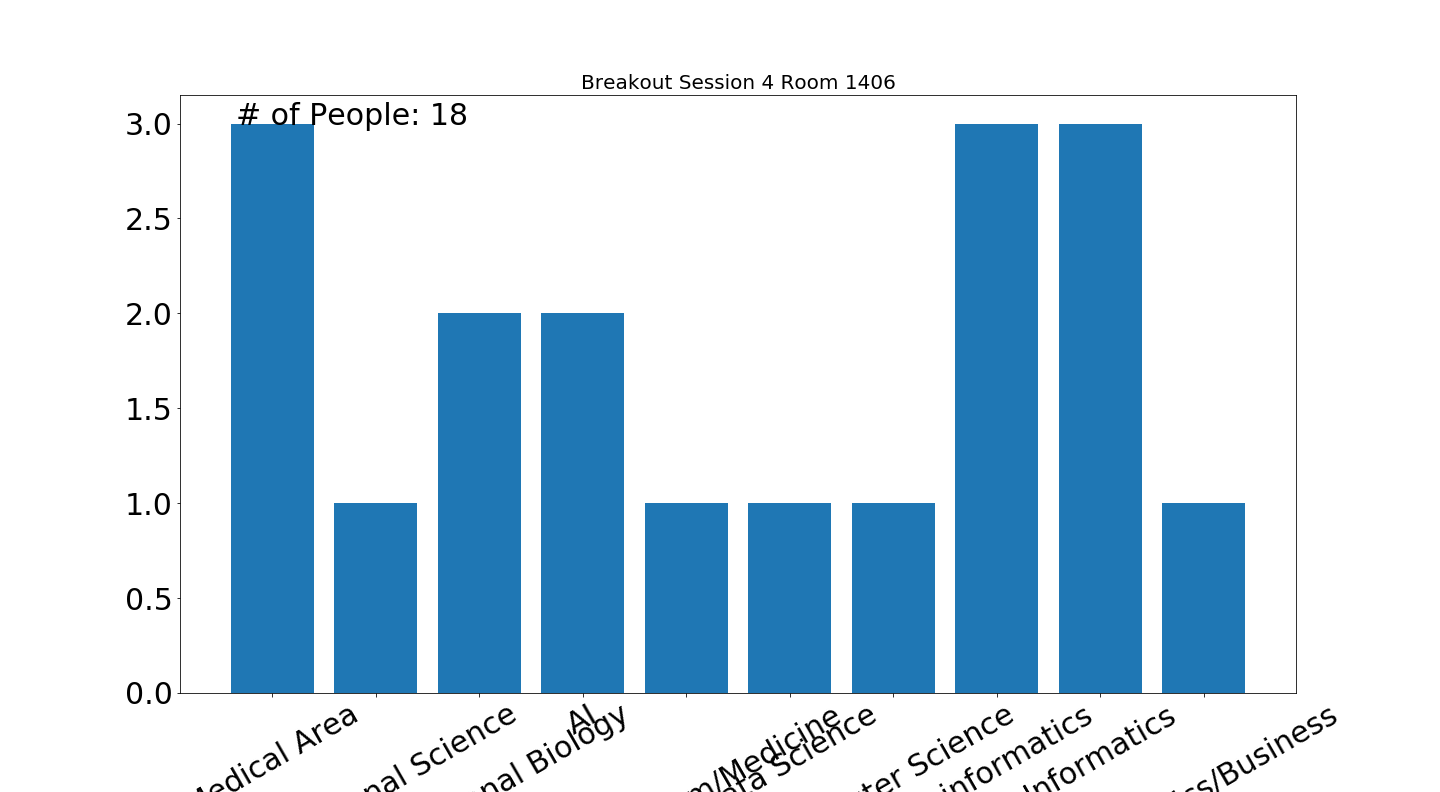 Breakout Session 4 Room 1406
# of People: 18
3.0
2.5
2.0
1.5
1.0
0.5
0.0
Medical Area
nal Science
nal Biology
AI
m/Medicine
ata Science
ter Science
informatics
Informatics
ics/Business